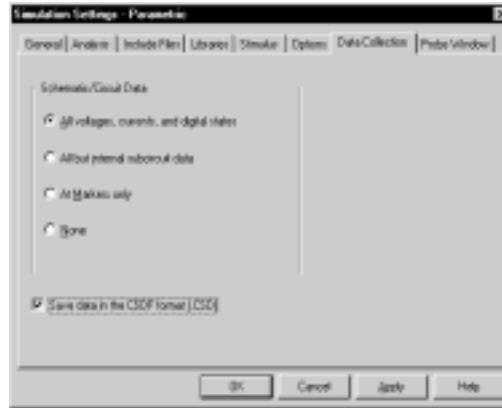 Simulation Settings - Parametric
General Analysis Include Files Libraries Stimulus Options Data Collection Probe Window
Schematic/Circuit Data
All voltages, currents, and digital states
All but internal subcircuit data
At Markers only
None
Save data in the CSDF format (.CSD)
OK Cancel Apply Help